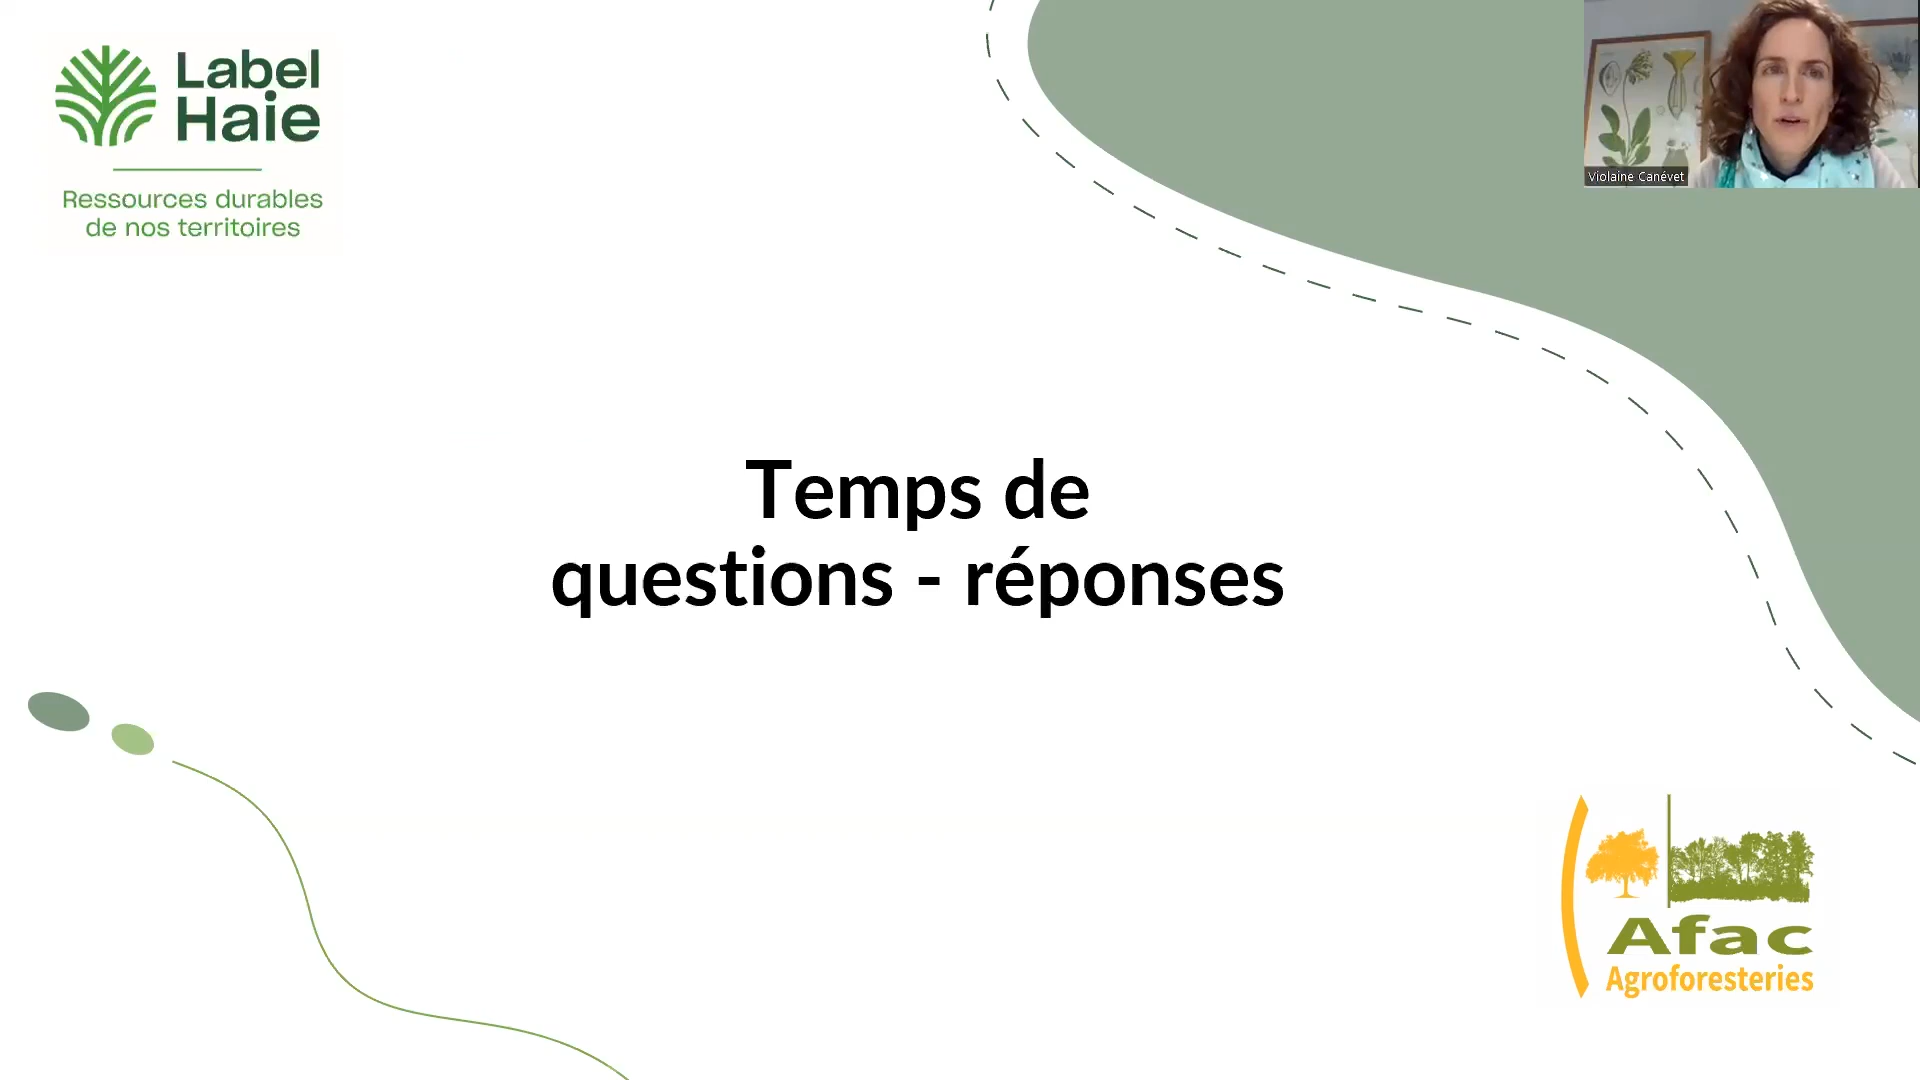 Label
Haie
Ressources durables
de nos territoires
Violaine Canévet
Temps de
questions - réponses
Afac
Agroforesteries